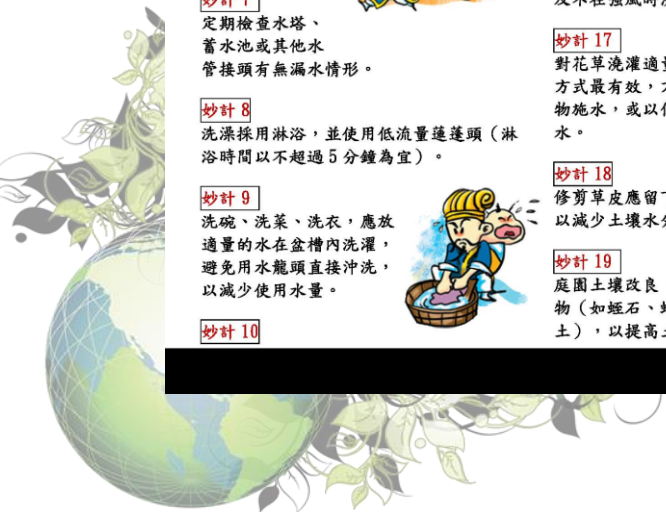 妙計 7
定期檢查水塔、
蓄水池或其他水
管接頭有無漏水情形。
妙計 8
洗澡採用淋浴，並使用低流量蓮蓬頭（淋
浴時間以不超過 5 分鐘為宜）。
妙計 9
洗碗、洗菜、洗衣，應放
適量的水在盆槽內洗濯，
避免用水龍頭直接沖洗，
以減少使用水量。
妙計 10
妙計 17
對花草澆灌適
方式最有效，
物施水，或以
水。
妙計 18
修剪草皮應留
以減少土壤水
妙計 19
庭園土壤改良
物（如蛭石、
土），以提高